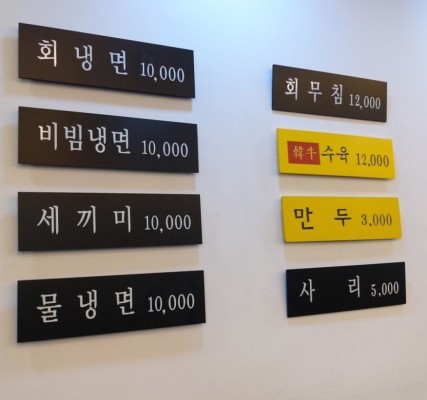 회 냉 면 10,000
비빔냉면 10,000
세 끼 미 10,000
물 냉 면 10,000
회 무 침 12,000
韓牛 수육 12,000
만 두 3,000
사 리 5,000